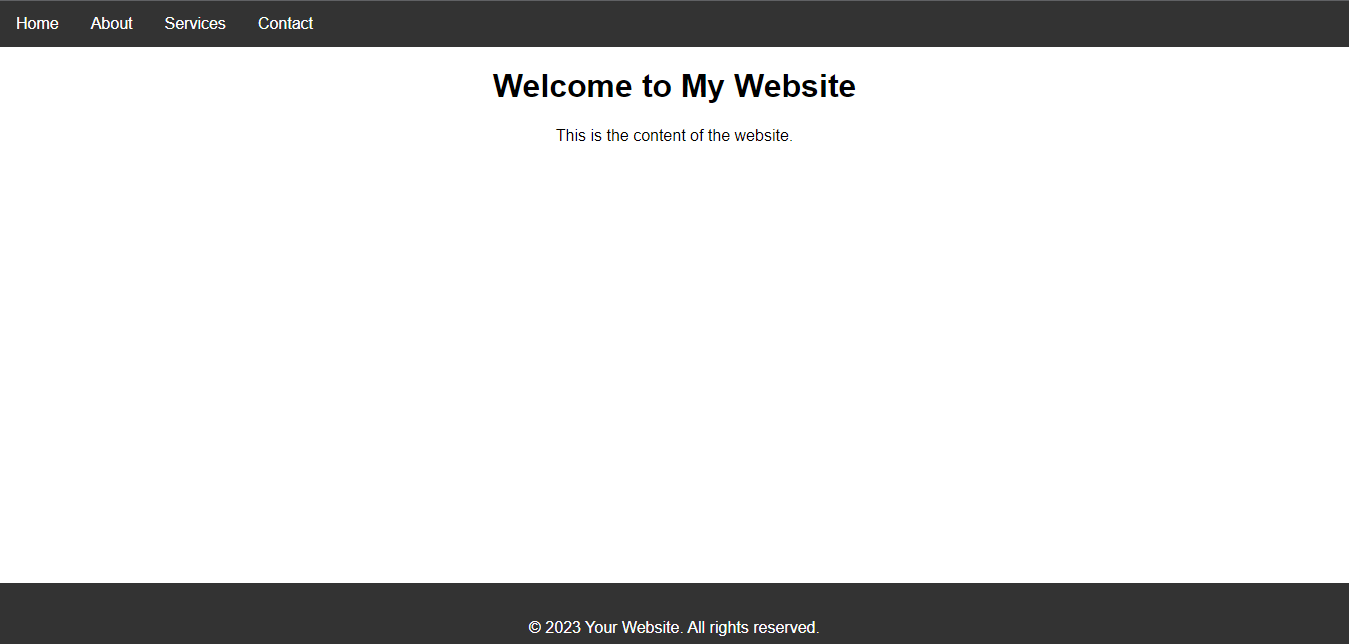 Home About Services Contact
Welcome to My Website
This is the content of the website.
© 2023 Your Website. All rights reserved.